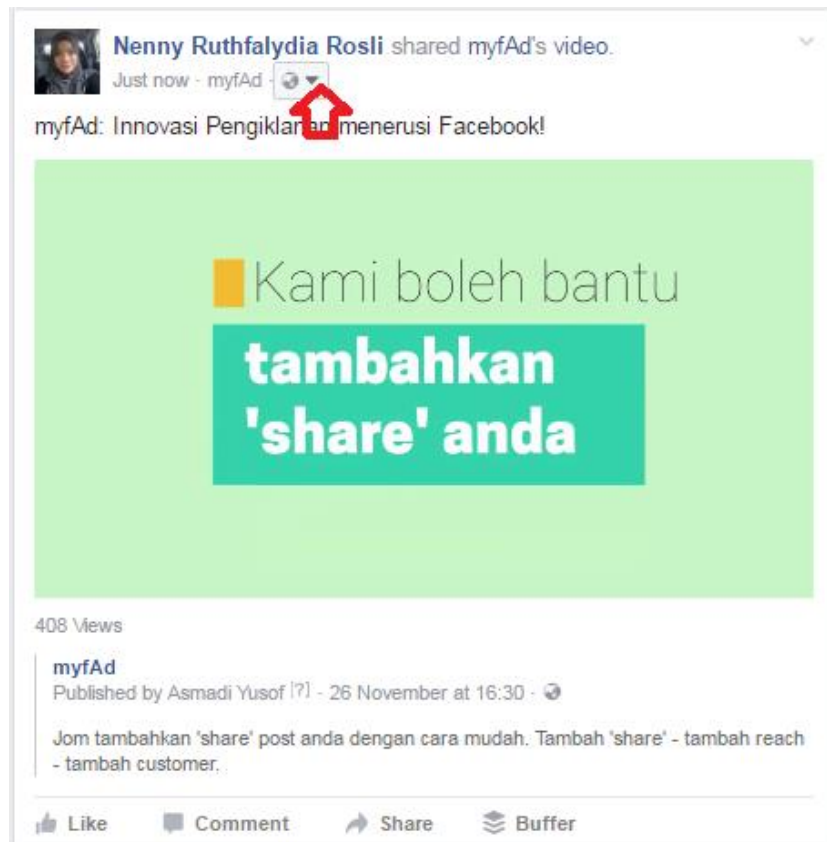 Nenny Ruthfalydia Rosli shared myfAd's video.
Just now · myfAd ·
myfAd: Innovasi Pengiklanan menerusi Facebook!
Kami boleh bantu
tambahkan
'share' anda
408 Views
myfAd
Published by Asmadi Yusof [?] · 26 November at 16:30 ·
Jom tambahkan 'share' post anda dengan cara mudah. Tambah 'share' - tambah reach
- tambah customer.
Like Comment Share Buffer